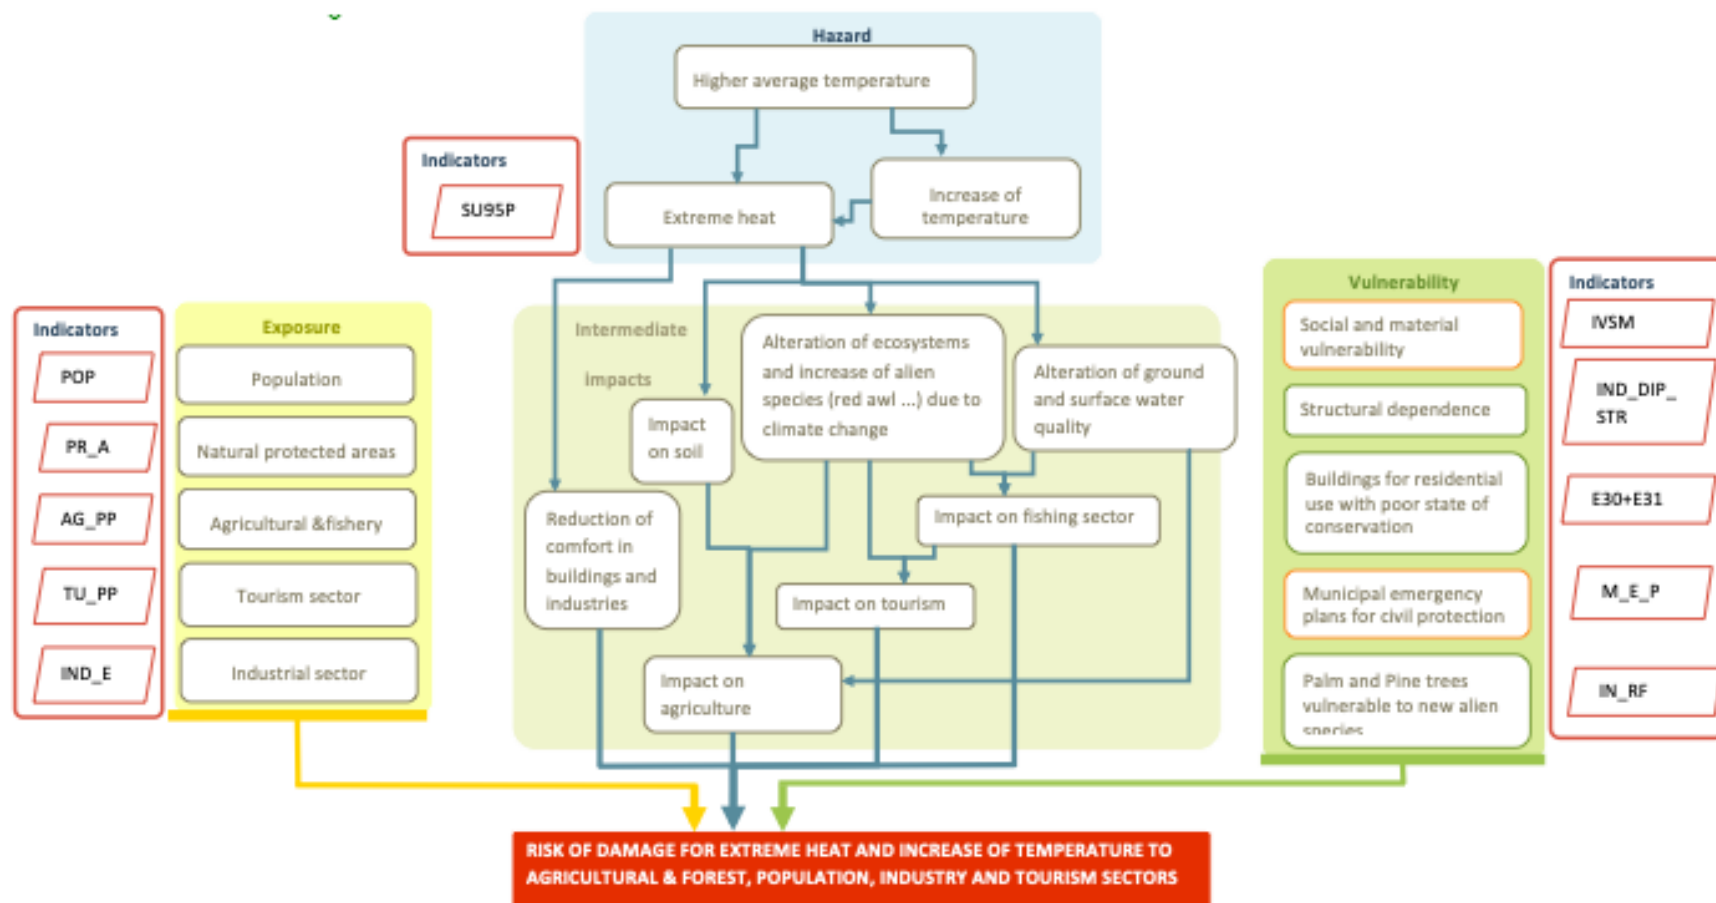 Hazard
Higher average temperature
Indicators
SU95P
Extreme heat
Increase of
temperature
Indicators
POP
PR_A
AG_PP
TU_PP
IND_E
Exposure
Population
Natural protected areas
Agricultural &fishery
Tourism sector
Industrial sector
Intermediate
impacts
Impact
on soil
Alteration of ecosystems
and increase of alien
species (red awl ...) due to
climate change
Alteration of ground
and surface water
quality
Reduction of
comfort in
buildings and
industries
Impact on fishing sector
Impact on tourism
Impact on
agriculture
Vulnerability
Social and material
vulnerability
Structural dependence
Buildings for residential
use with poor state of
conservation
Municipal emergency
plans for civil protection
Palm and Pine trees
vulnerable to new alien
species
Indicators
IVSM
IND_DIP_
STR
E30+E31
M_E_P
IN_RF
RISK OF DAMAGE FOR EXTREME HEAT AND INCREASE OF TEMPERATURE TO
AGRICULTURAL & FOREST, POPULATION, INDUSTRY AND TOURISM SECTORS